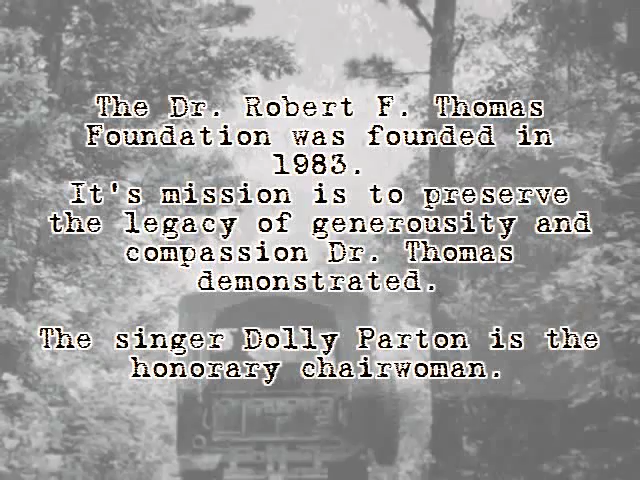 The Dr. Robert F. Thomas
Foundation was founded in
1983.
It's mission is to preserve
the legacy of generousity and
compassion Dr. Thomas
demonstrated.
The singer Dolly Parton is the
honorary chairwoman.